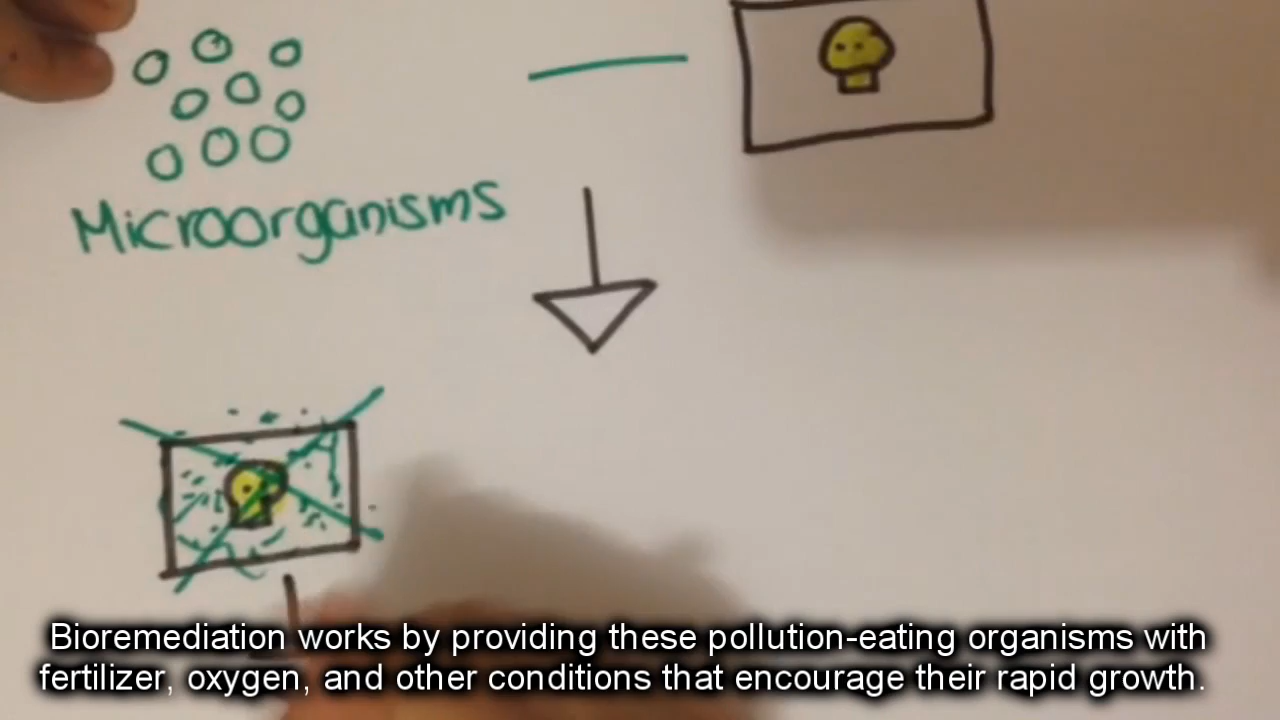 Microorganisms
Bioremediation works by providing these pollution-eating organisms with
fertilizer, oxygen, and other conditions that encourage their rapid growth.